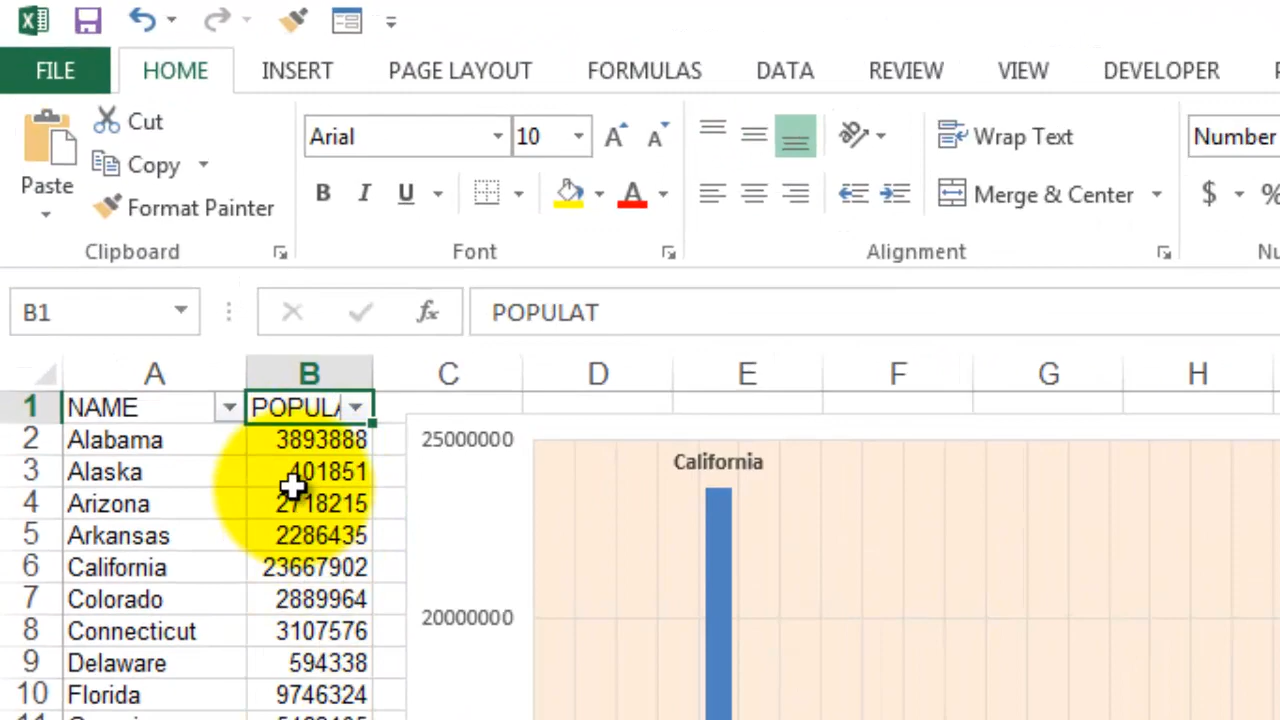 FILE HOME INSERT PAGE LAYOUT FORMULAS DATA REVIEW VIEW DEVELOPER
Cut
Copy
Format Painter
Paste
Clipboard
Arial 10
B I U A
Font
Wrap Text
Merge & Center
Alignment
Number
$ %
B1 fx POPULAT
A B C D E F G H
1 NAME
2 Alabama 3893888
3 Alaska 401851
4 Arizona 2718215
5 Arkansas 2286435
6 California 23667902
7 Colorado 2889964
8 Connecticut 3107576
9 Delaware 594338
10 Florida 9746324
25000000
California
20000000